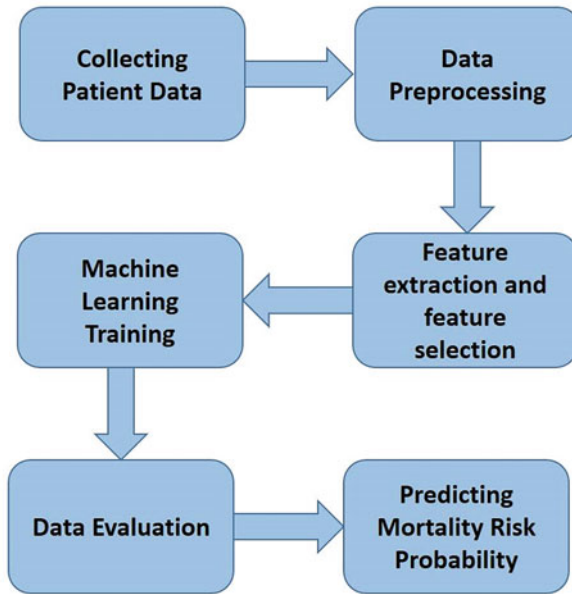 Collecting
Patient Data
Data
Preprocessing
Feature
extraction and
feature
selection
Machine
Learning
Training
Data Evaluation
Predicting
Mortality Risk
Probability